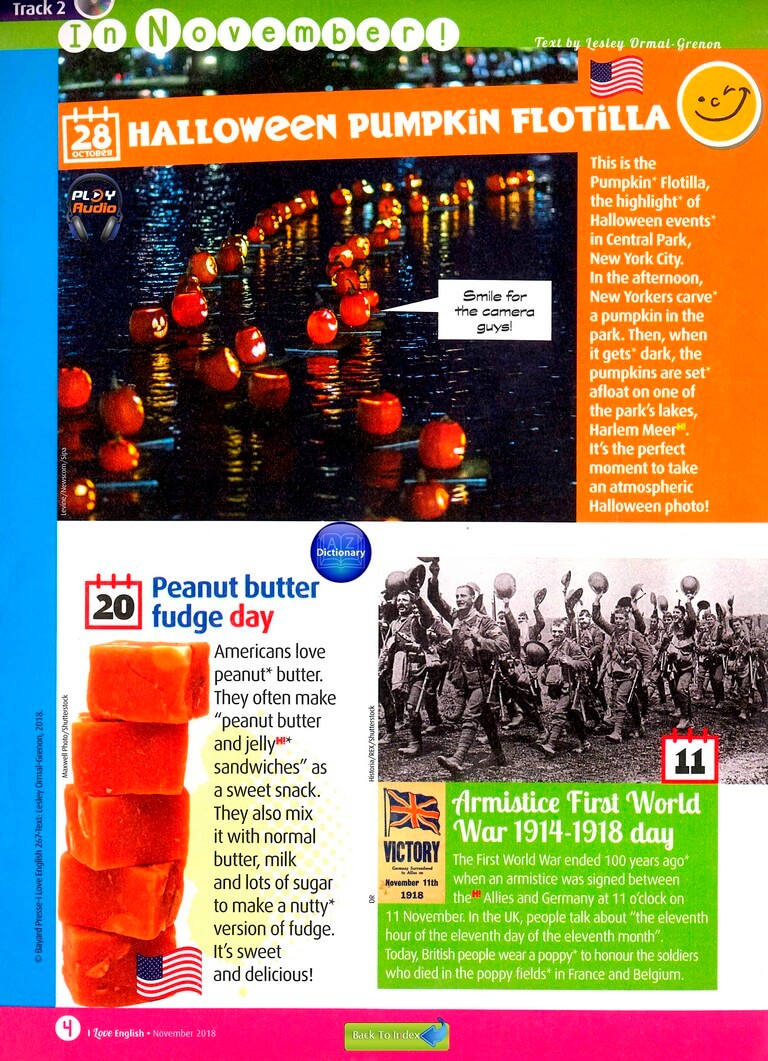 Track 2
In November!
Text by Lesley Ormal-Grenon
28
OCTOBER
HALLOWEEN PUMPKIN FLOTILLA
PLAY
Audio
This is the
Pumpkin* Flotilla,
the highlight* of
Halloween events*
in Central Park,
New York City.
In the afternoon,
New Yorkers carve*
a pumpkin in the
park. Then, when
it gets* dark, the
pumpkins are set*
afloat on one of
the park's lakes,
Harlem Meer H!.
It's the perfect
moment to take
an atmospheric
Halloween photo!
Smile for
the camera
guys!
Levine/Newscom/Sipa
A-Z
Dictionary
20
Peanut butter
fudge day
Americans love
peanut* butter.
They often make
"peanut butter
and jelly H!*
sandwiches" as
a sweet snack.
They also mix
it with normal
butter, milk
and lots of sugar
to make a nutty*
version of fudge.
It's sweet
and delicious!
Maxwell Photo/Shutterstock
© Bayard Presse-I Love English 267-Text: Lesley Ormal-Grenon, 2018.
Historia/REX/Shutterstock
11
Armistice First World
War 1914-1918 day
VICTORY
Germany Surrendered
to Allies on
November 11th
1918
DR
The First World War ended 100 years ago*
when an armistice was signed between
the H! Allies and Germany at 11 o'clock on
11 November. In the UK, people talk about "the eleventh
hour of the eleventh day of the eleventh month".
Today, British people wear a poppy* to honour the soldiers
who died in the poppy fields* in France and Belgium.
4
I Love English • November 2018
Back To Index